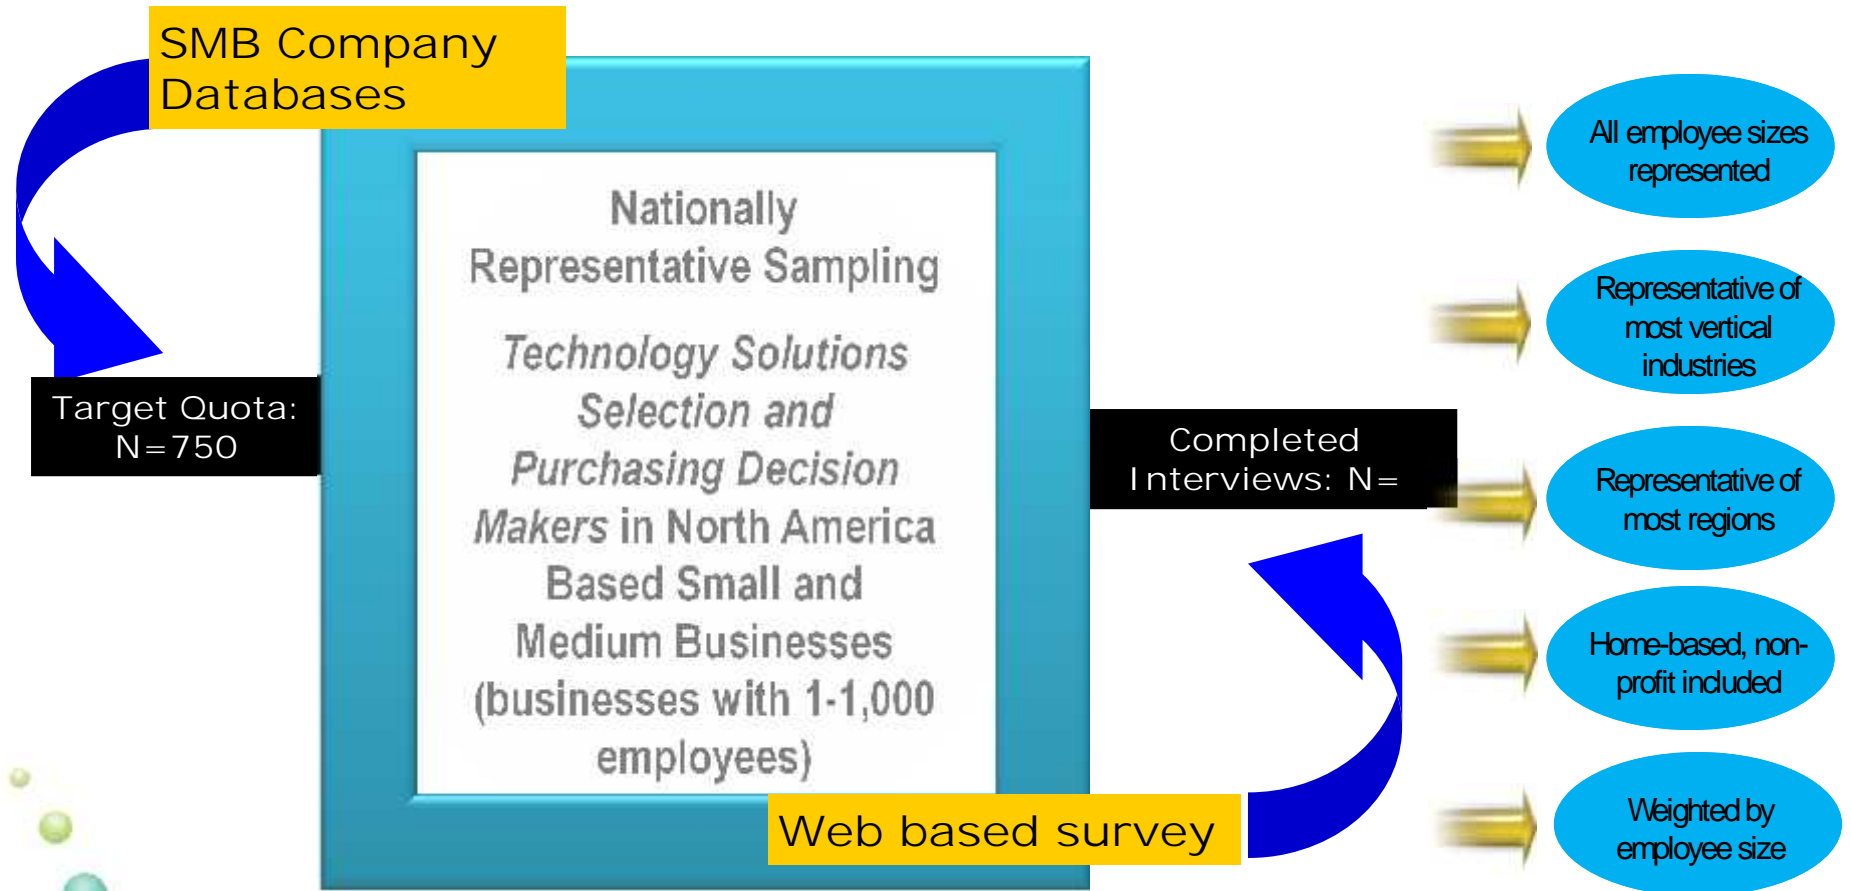 SMB Company
Databases
Nationally
Representative Sampling
Technology Solutions
Selection and
Purchasing Decision
Makers in North America
Based Small and
Medium Businesses
(businesses with 1-1,000
employees)
Target Quota:
N=750
Completed
Interviews: N=
Web based survey
All employee sizes
represented
Representative of
most vertical
industries
Representative of
most regions
Home-based, non-
profit included
Weighted by
employee size